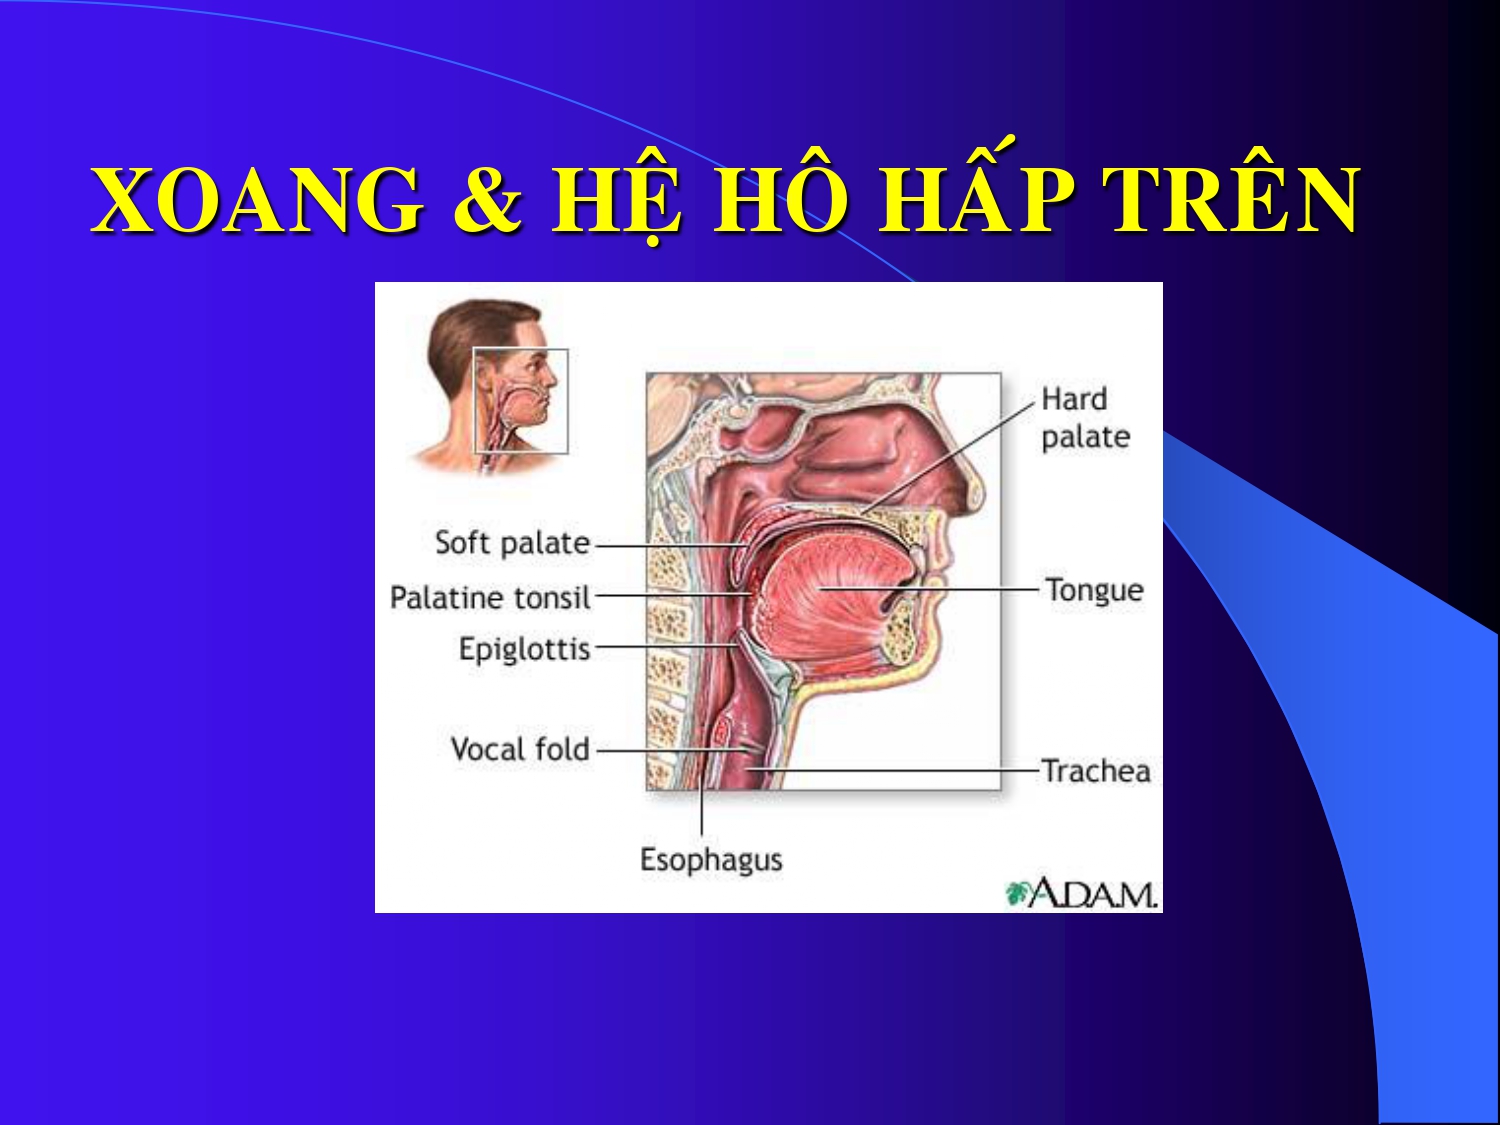 XOANG & HỆ HÔ HẤP TRÊN
Hard
palate
Soft palate
Palatine tonsil
Tongue
Epiglottis
Vocal fold
Trachea
Esophagus
A.D.A.M.